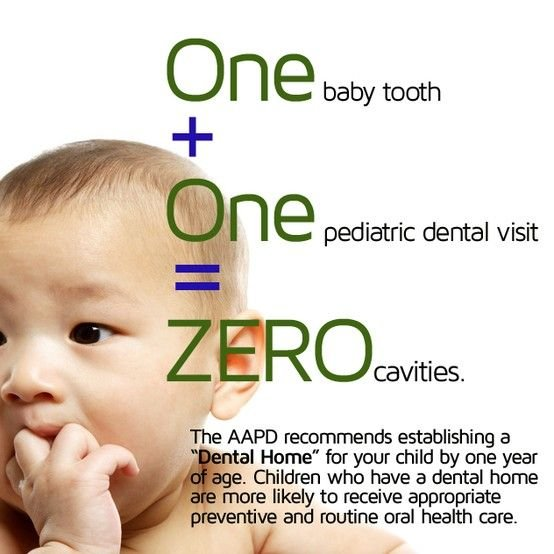 One baby tooth
+
One pediatric dental visit
=
ZERO cavities.
The AAPD recommends establishing a
“Dental Home” for your child by one year
of age. Children who have a dental home
are more likely to receive appropriate
preventive and routine oral health care.